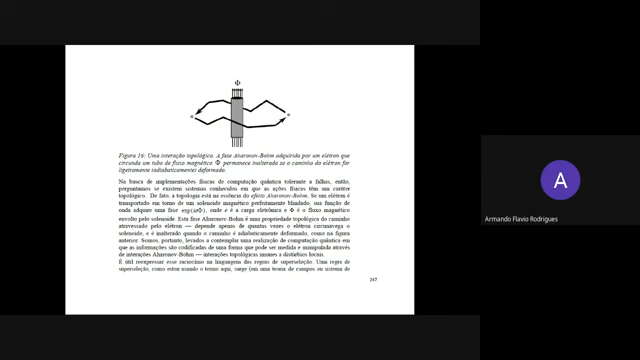 Φ
Figura 16: Uma interação topológica. A fase Aharonov-Bohm adquirida por um elétron que
circunda um tubo de fluxo magnético Φ permanece inalterada se o caminho do elétron for
ligeiramente (adiabaticamente) deformado.
Na busca de implementações físicas de computação quântica tolerante a falhas, então,
perguntamos se existem sistemas conhecidos em que as ações físicas têm um caráter
topológico. De fato, a topologia está na essência do efeito Aharonov-Bohm. Se um elétron é
transportado em torno de um solenoide magnético perfeitamente blindado, sua função de
onda adquire uma fase exp(ieΦ), onde e é a carga eletrônica e Φ é o fluxo magnético
envolto pelo solenoide. Esta fase Aharonov-Bohm é uma propriedade topológica do caminho
atravessado pelo elétron — depende apenas de quantas vezes o elétron circunavega o
solenoide, e é inalterado quando o caminho é adiabaticamente deformado, como na figura
anterior. Somos, portanto, levados a contemplar uma realização de computação quântica em
que as informações são codificadas de uma forma que pode ser medida e manipulada através
de interações Aharonov-Bohm — interações topológicas imunes a distúrbios locais.
É útil reexpressar esse raciocínio na linguagem das regras de superseleção. Uma regra de
superseleção, como estou usando o termo aqui, surge (em uma teoria de campos ou sistema de
247
A
Armando Flavio Rodrigues